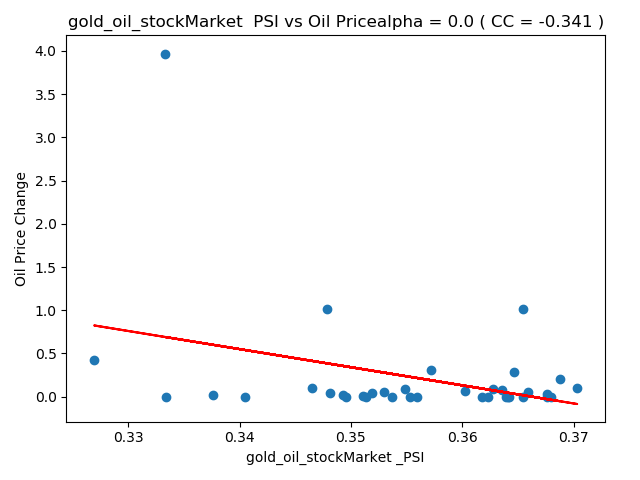 gold_oil_stockMarket  PSI vs Oil Pricealpha = 0.0 ( CC = -0.341 )
4.0
3.5
3.0
2.5
2.0
1.5
1.0
0.5
0.0
Oil Price Change
0.33 0.34 0.35 0.36 0.37
gold_oil_stockMarket _PSI